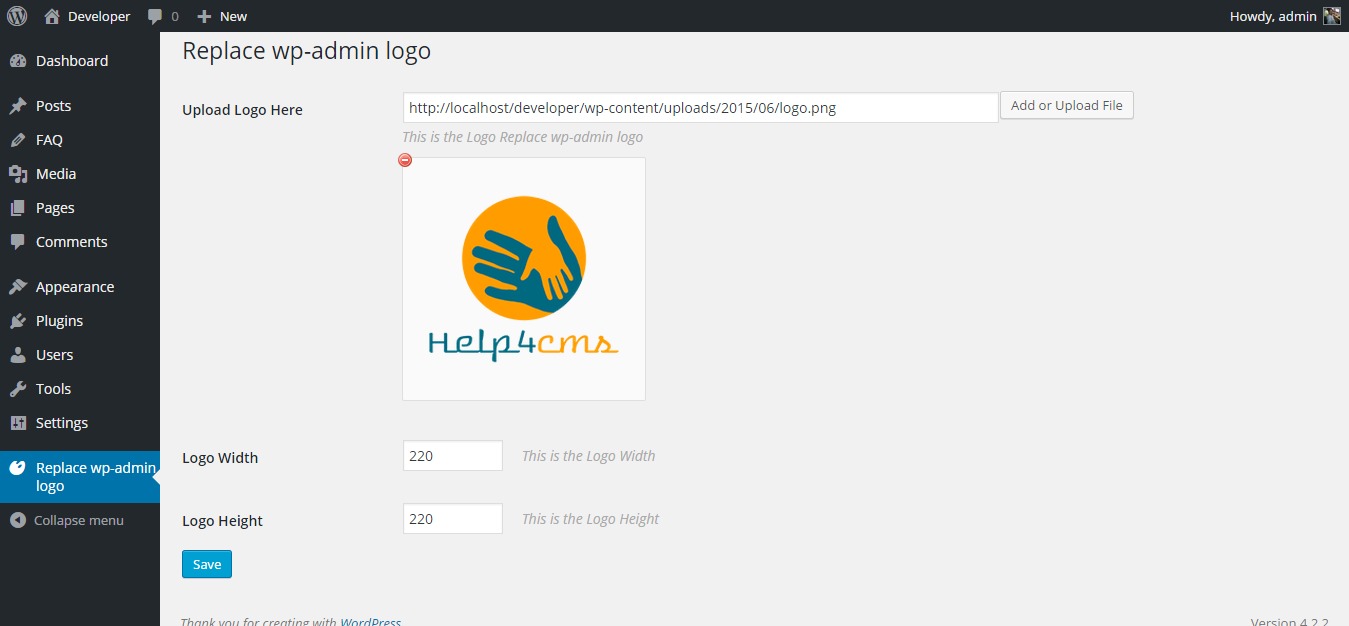 Developer 0 New Howdy, admin
Dashboard
Posts
FAQ
Media
Pages
Comments
Appearance
Plugins
Users
Tools
Settings
Replace wp-admin
logo
Collapse menu
Replace wp-admin logo
Upload Logo Here http://localhost/developer/wp-content/uploads/2015/06/logo.png Add or Upload File
This is the Logo Replace wp-admin logo
Help4cms
Logo Width 220 This is the Logo Width
Logo Height 220 This is the Logo Height
Save
Thank you for creating with WordPress Version 4.2.2